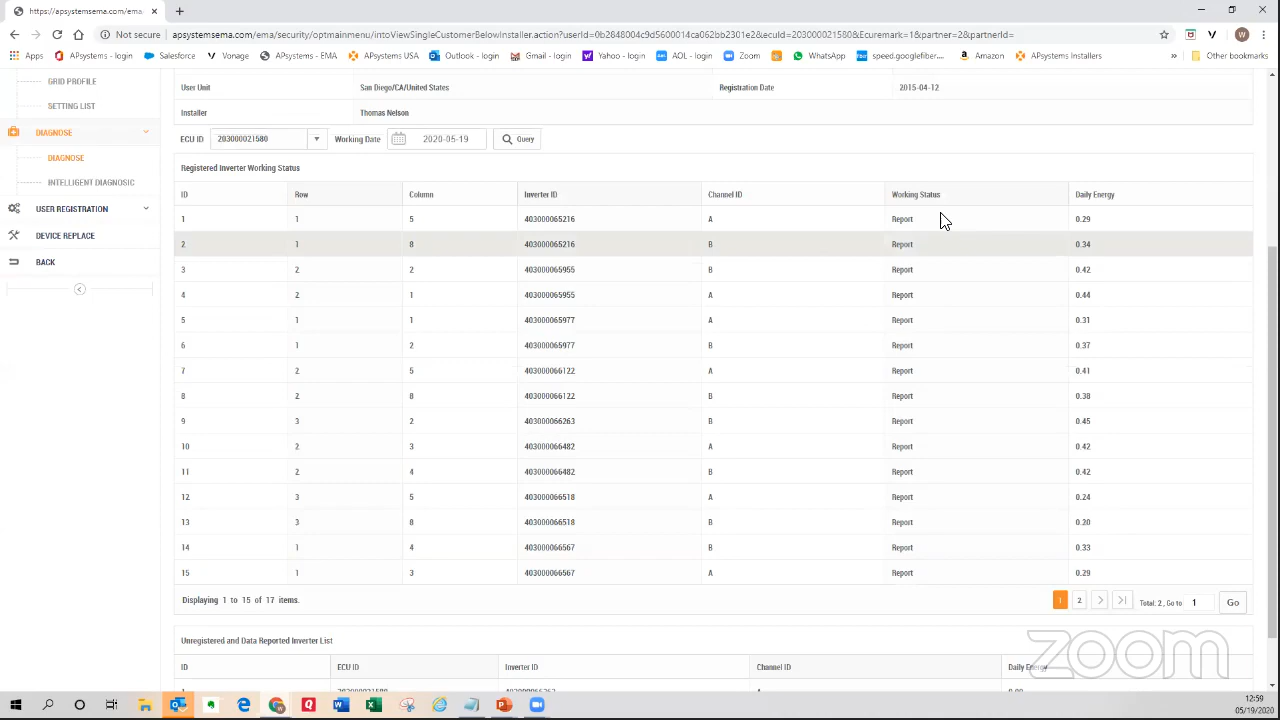 https://apsystemsema.com/ema/
Not secure | apsystemsema.com/ema/security/optmainmenu/intoViewSingleCustomerBelowInstaller.action?userId=0b2848004c9d5600014ca062bb2301e2&ecuId=203000021580&Ecuremark=1&partner=2&partnerId=
Apps APsystems - login Salesforce Vonage APsystems USA Outlook - login Gmail Yahoo - login AOL - login Zoom WhatsApp speed.googlefiber.... Amazon APsystems Installers » Other bookmarks
GRID PROFILE
SETTING LIST
DIAGNOSE
DIAGNOSE
INTELLIGENT DIAGNOSIC
USER REGISTRATION
DEVICE REPLACE
BACK
User Unit San Diego/CA/United States Registration Date 2015-04-12
Installer Thomas Nelson
ECU ID 203000021580 Working Date 2020-05-19 Query
Registered Inverter Working Status
ID Row Column Inverter ID Channel ID Working Status Daily Energy
1 1 5 403000065216 A Report 0.29
2 1 8 403000065216 B Report 0.34
3 2 2 403000065955 B Report 0.42
4 2 1 403000065955 A Report 0.44
5 1 1 403000065977 A Report 0.31
6 1 2 403000065977 B Report 0.37
7 2 5 403000066122 A Report 0.41
8 2 8 403000066122 B Report 0.38
9 3 2 403000066263 B Report 0.45
10 2 3 403000066482 A Report 0.42
11 2 4 403000066482 B Report 0.42
12 3 5 403000066518 A Report 0.24
13 3 8 403000066518 B Report 0.20
14 1 4 403000066567 B Report 0.33
15 1 3 403000066567 A Report 0.29
Displaying 1 to 15 of 17 items. 1 2 > >| Total: 2 , Go to 1 Go
Unregistered and Data Reported Inverter List
ID ECU ID Inverter ID Channel ID Daily Energy
zoom
12:59
05/19/2020